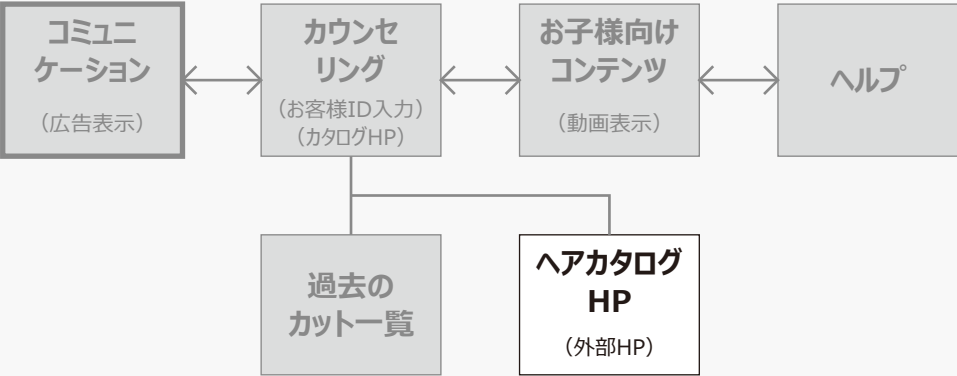 コミュニ
ケーション
（広告表示）
カウンセ
リング
（お客様ID入力）
（カタログHP）
お子様向け
コンテンツ
（動画表示）
ヘルプ
過去の
カット一覧
ヘアカタログ
HP
（外部HP）